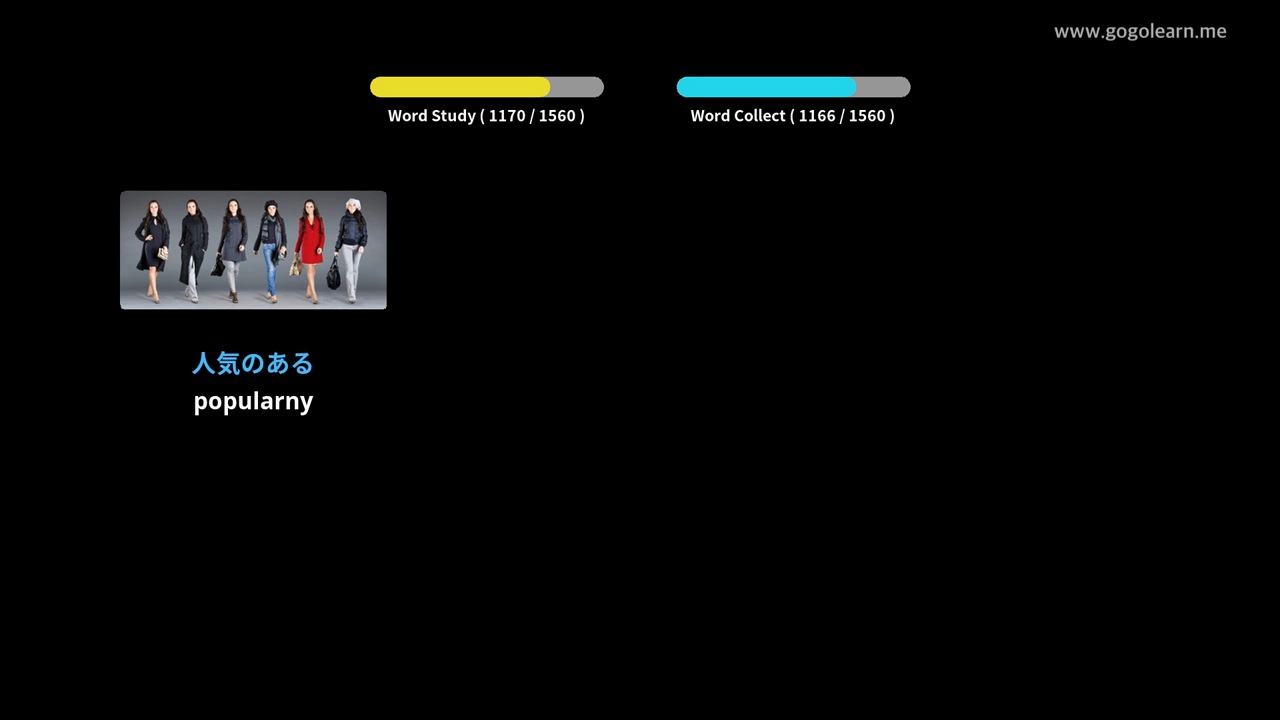 www.gogolearn.me
Word Study ( 1170 / 1560 )
Word Collect ( 1166 / 1560 )
人気のある
popularny